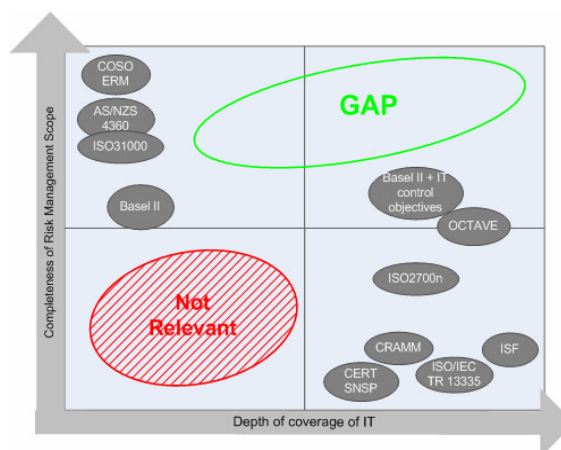 COSO
ERM
GAP
AS/NZS
4360
ISO31000
Basel II + IT
control
objectives
Basel II
OCTAVE
ISO2700n
Not
Relevant
CRAMM
ISF
CERT
SNSP
ISO/IEC
TR 13335
Completeness of Risk Management Scope
Depth of coverage of IT